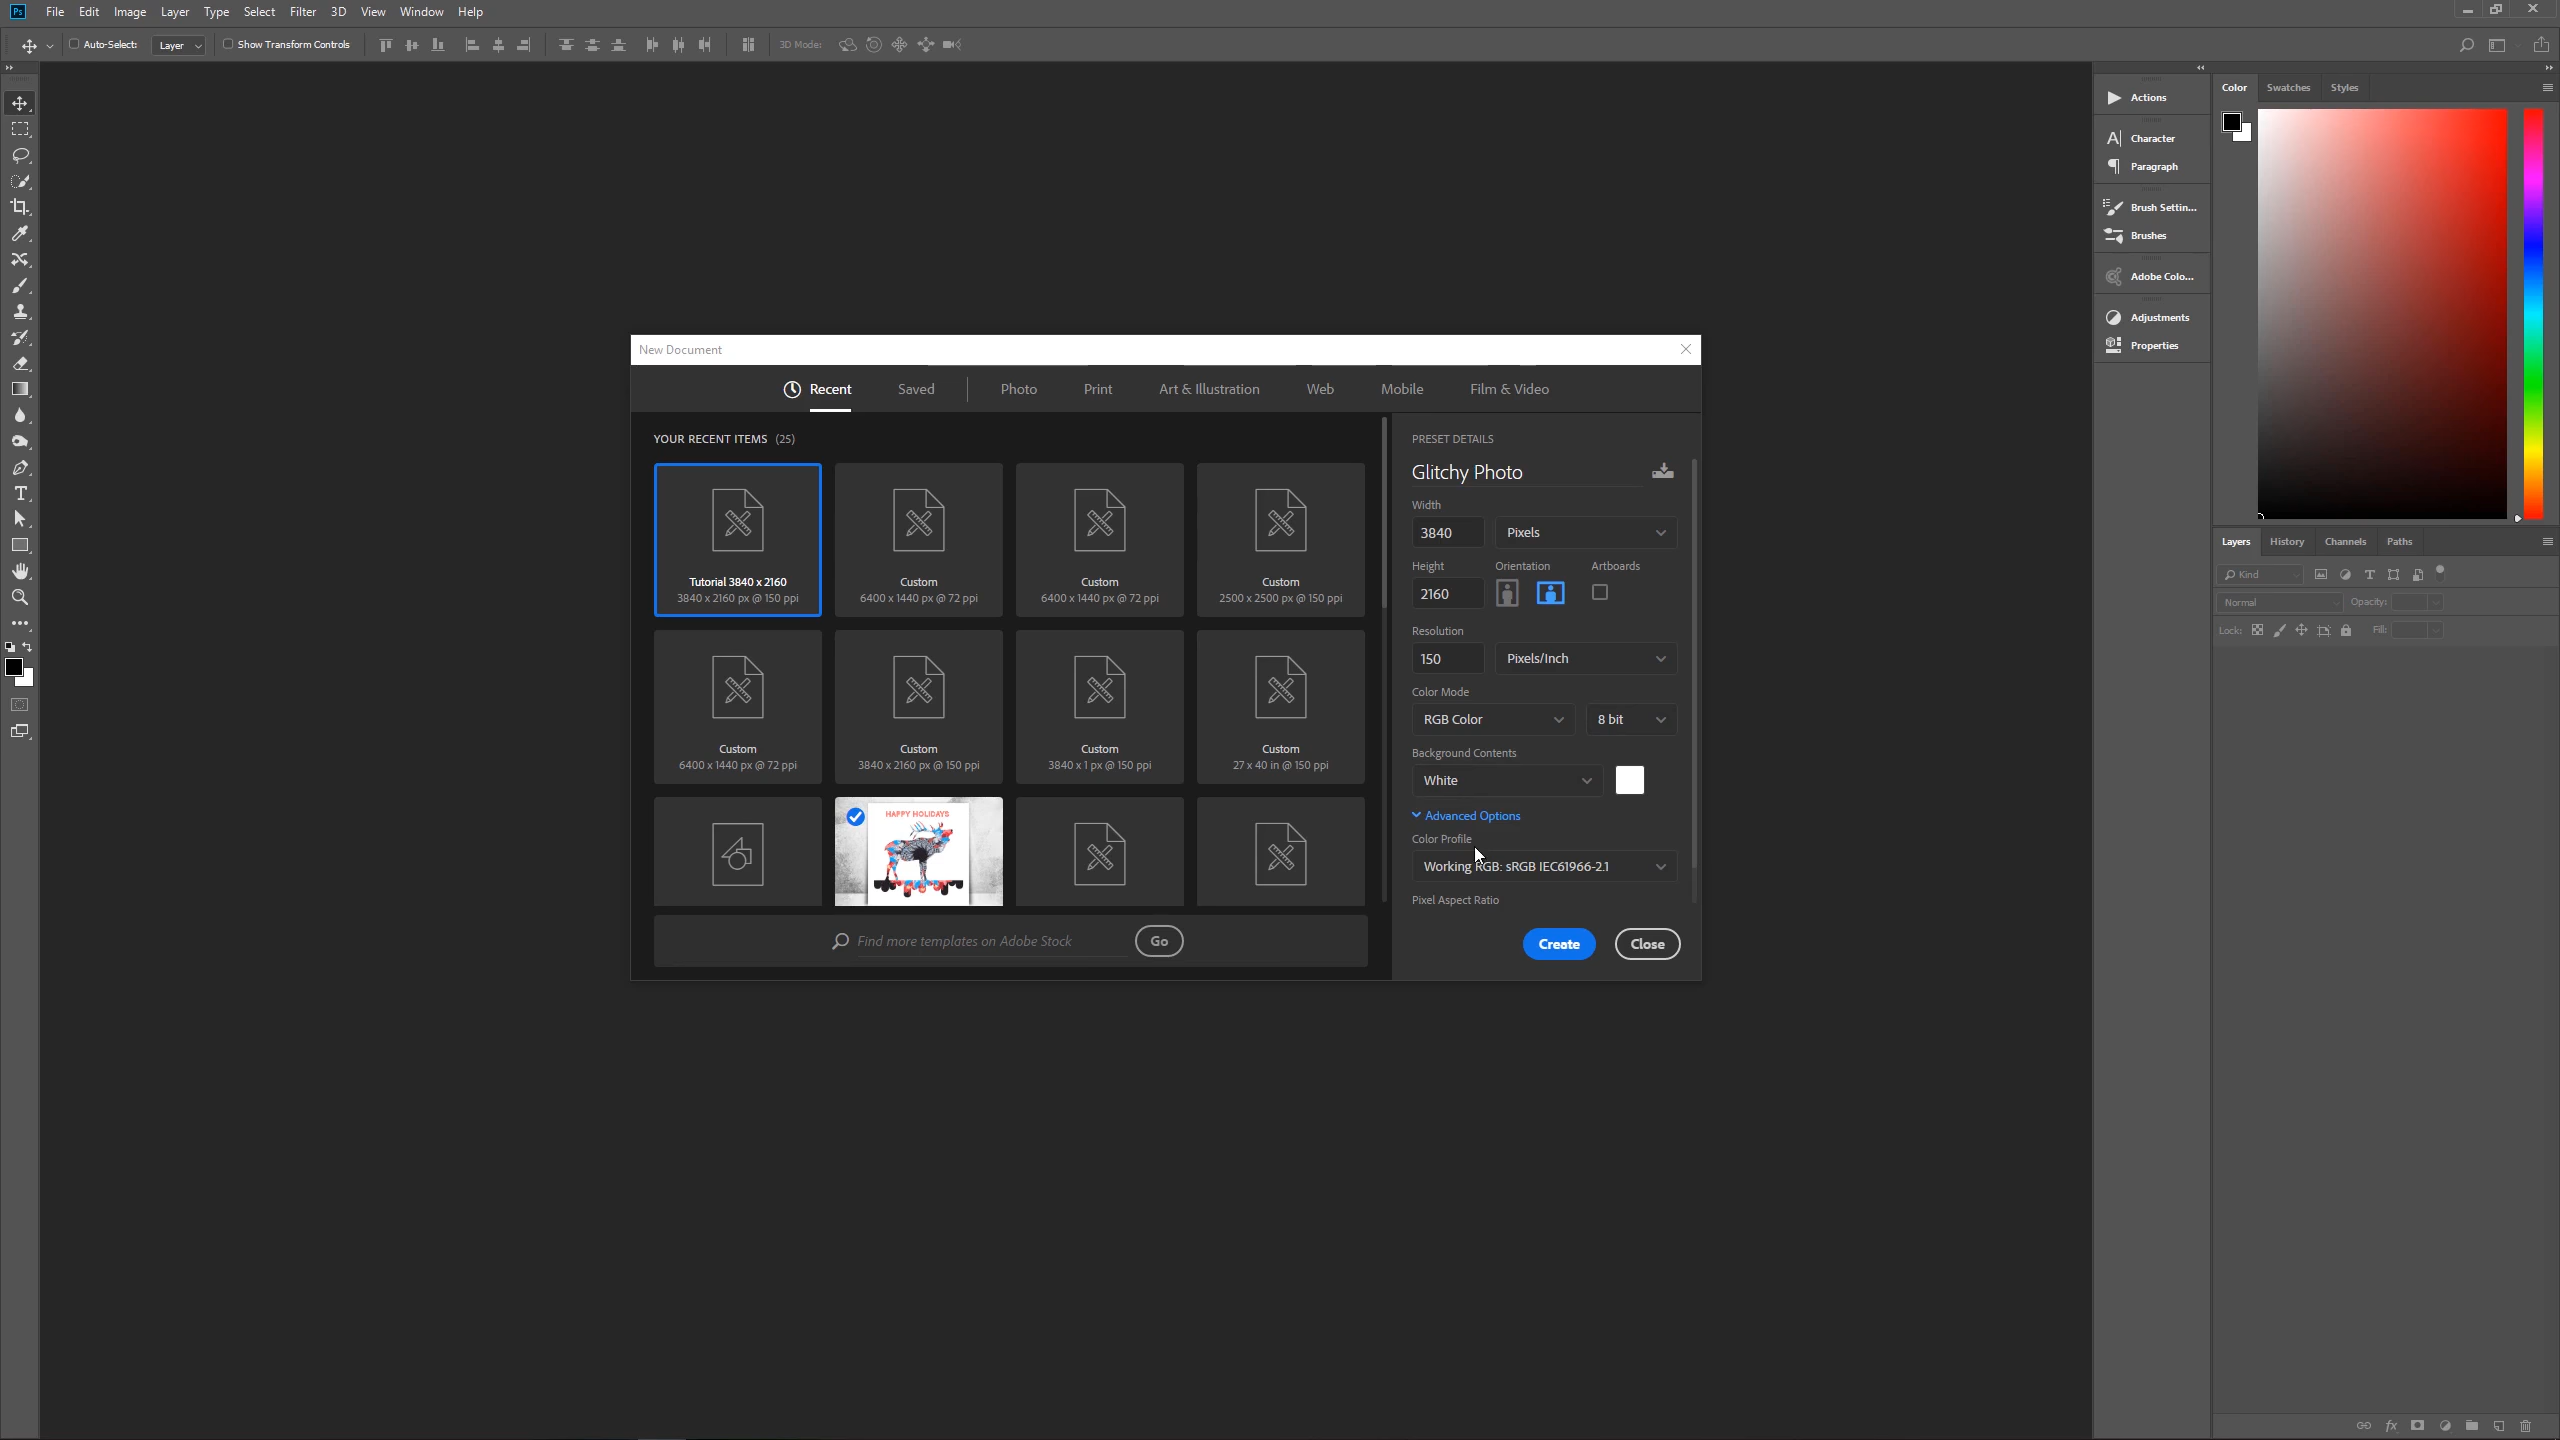 Ps File Edit Image Layer Type Select Filter 3D View Window Help
Auto-Select: Layer Show Transform Controls 3D Mode:
Actions
Character
Paragraph
Brush Settin...
Brushes
Adobe Colo...
Adjustments
Properties
Color Swatches Styles
Layers History Channels Paths
Kind
Normal Opacity:
Lock: Fill:
New Document
Recent Saved Photo Print Art & Illustration Web Mobile Film & Video
YOUR RECENT ITEMS (25)
Tutorial 3840 x 2160
3840 x 2160 px @ 150 ppi
Custom
6400 x 1440 px @ 72 ppi
Custom
6400 x 1440 px @ 72 ppi
Custom
2500 x 2500 px @ 150 ppi
Custom
6400 x 1440 px @ 72 ppi
Custom
3840 x 2160 px @ 150 ppi
Custom
3840 x 1 px @ 150 ppi
Custom
27 x 40 in @ 150 ppi
HAPPY HOLIDAYS
Find more templates on Adobe Stock Go
PRESET DETAILS
Glitchy Photo
Width
3840 Pixels
Height Orientation Artboards
2160
Resolution
150 Pixels/Inch
Color Mode
RGB Color 8 bit
Background Contents
White
Advanced Options
Color Profile
Working RGB: sRGB IEC61966-2.1
Pixel Aspect Ratio
Create Close
fx